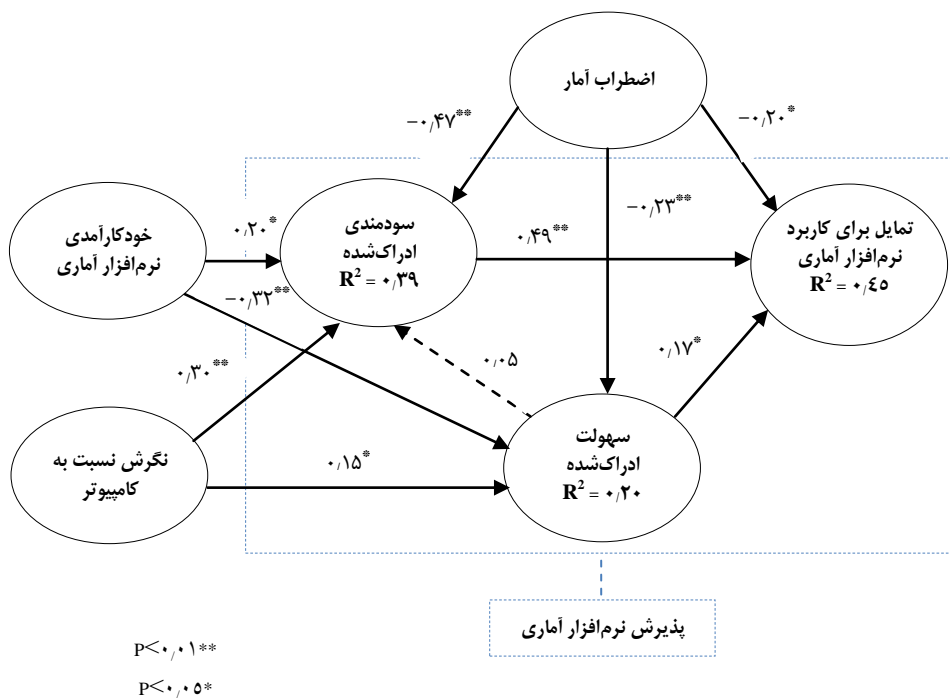 اضطراب آمار
−۰/۴۷**
−۰/۲۰*
−۰/۲۳**
خودکارآمدی
نرم‌افزار آماری
۰/۲۰*
سودمندی
ادراک‌شده
R² = ۰/۳۹
۰/۴۹**
تمایل برای کاربرد
نرم‌افزار آماری
R² = ۰/٤٥
−۰/۳۲**
۰/۳۰**
۰/۰۵
۰/۱۷*
نگرش نسبت به
کامپیوتر
۰/۱۵*
سهولت
ادراک‌شده
R² = ۰/۲۰
پذیرش نرم‌افزار آماری
P<۰/۰۱**
P<۰/۰٥*